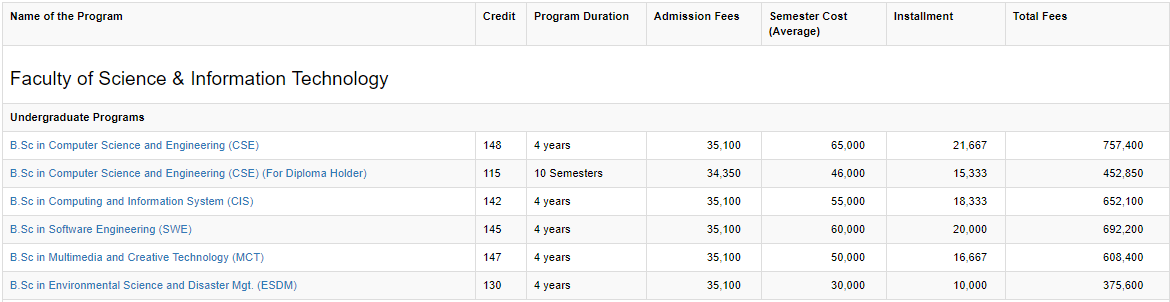 Name of the Program Credit Program Duration Admission Fees Semester Cost Installment Total Fees
(Average)
Faculty of Science & Information Technology
Undergraduate Programs
B.Sc in Computer Science and Engineering (CSE) 148 4 years 35,100 65,000 21,667 757,400
B.Sc in Computer Science and Engineering (CSE) (For Diploma Holder) 115 10 Semesters 34,350 46,000 15,333 452,850
B.Sc in Computing and Information System (CIS) 142 4 years 35,100 55,000 18,333 652,100
B.Sc in Software Engineering (SWE) 145 4 years 35,100 60,000 20,000 692,200
B.Sc in Multimedia and Creative Technology (MCT) 147 4 years 35,100 50,000 16,667 608,400
B.Sc in Environmental Science and Disaster Mgt. (ESDM) 130 4 years 35,100 30,000 10,000 375,600